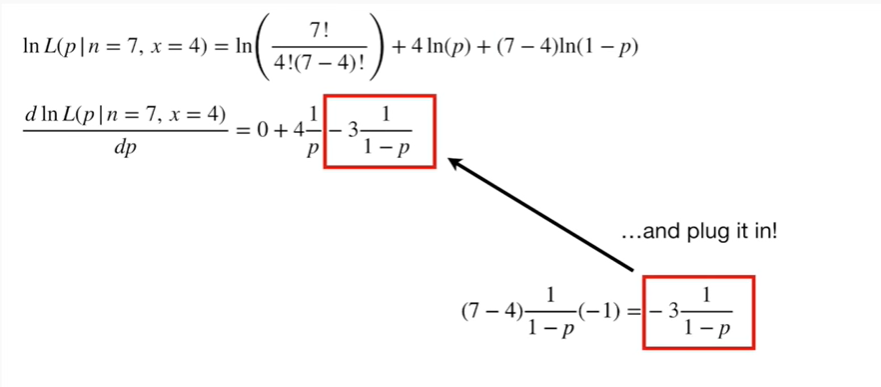 ln L(p | n = 7, x = 4) = ln( 7! / 4!(7 − 4)! ) + 4 ln(p) + (7 − 4)ln(1 − p)
d ln L(p | n = 7, x = 4) / dp = 0 + 4 1/p − 3 1/(1 − p)
…and plug it in!
(7 − 4) 1/(1 − p) (−1) = − 3 1/(1 − p)